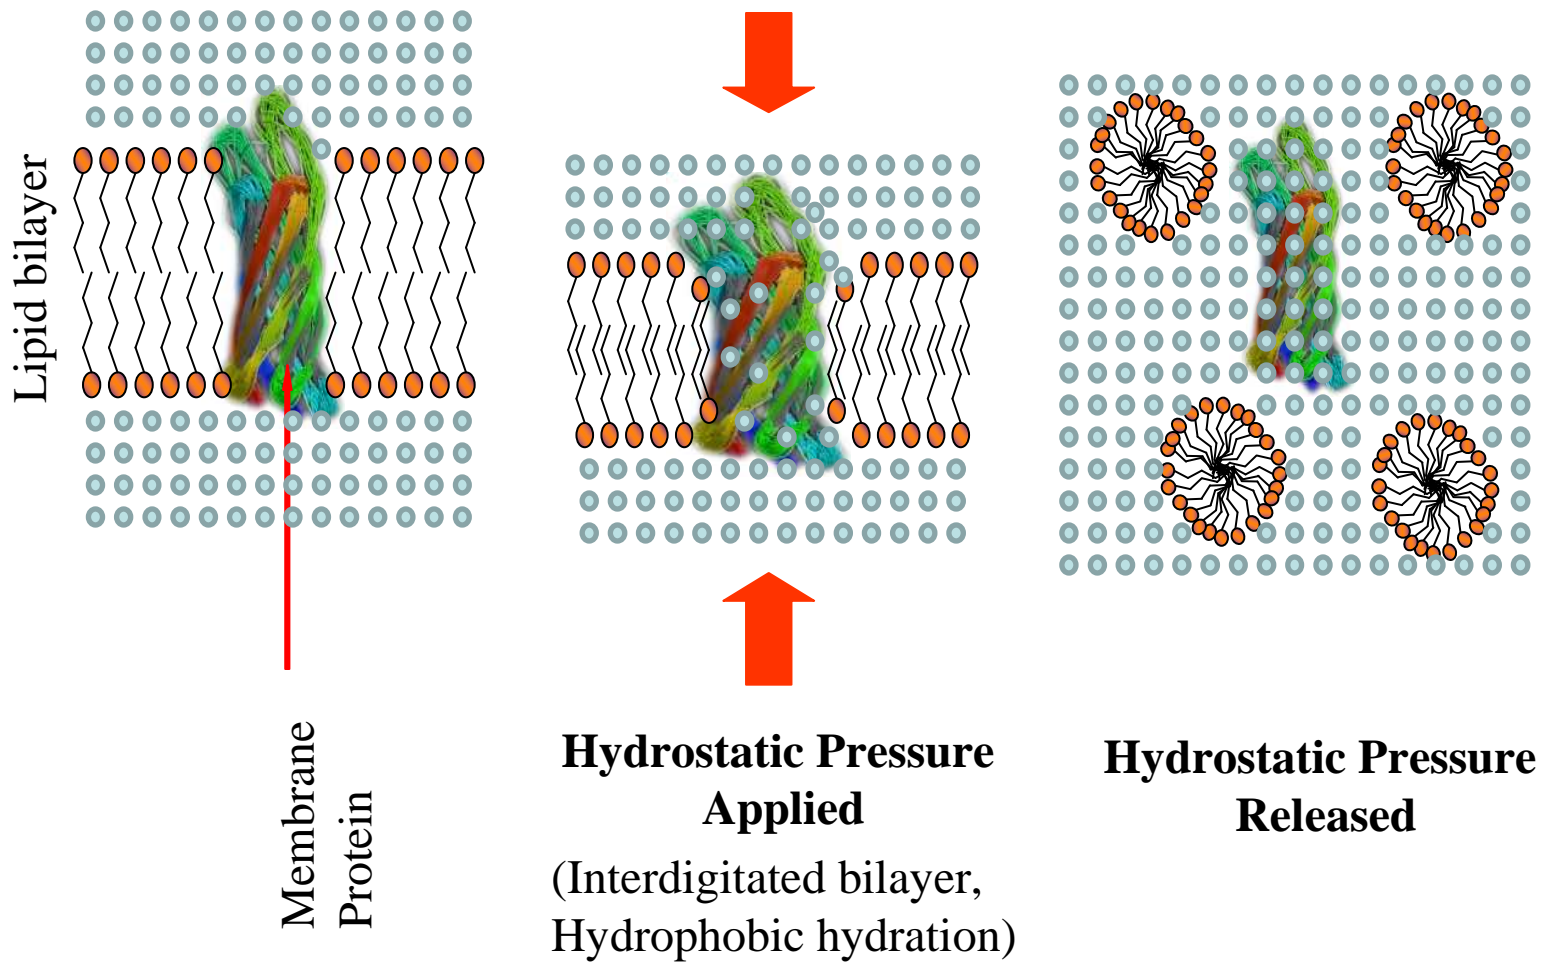 Lipid bilayer
Membrane
Protein
Hydrostatic Pressure
Applied
(Interdigitated bilayer,
Hydrophobic hydration)
Hydrostatic Pressure
Released